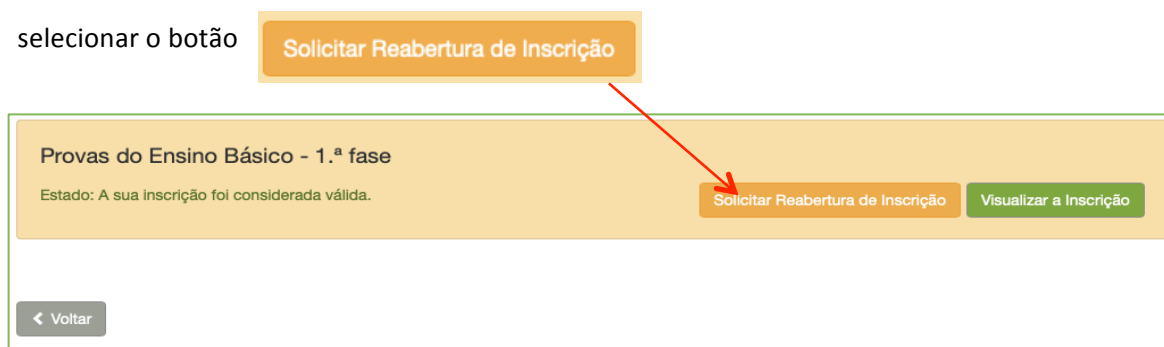 selecionar o botão
Solicitar Reabertura de Inscrição
Provas do Ensino Básico - 1.ª fase
Estado: A sua inscrição foi considerada válida.
Solicitar Reabertura de Inscrição
Visualizar a Inscrição
Voltar